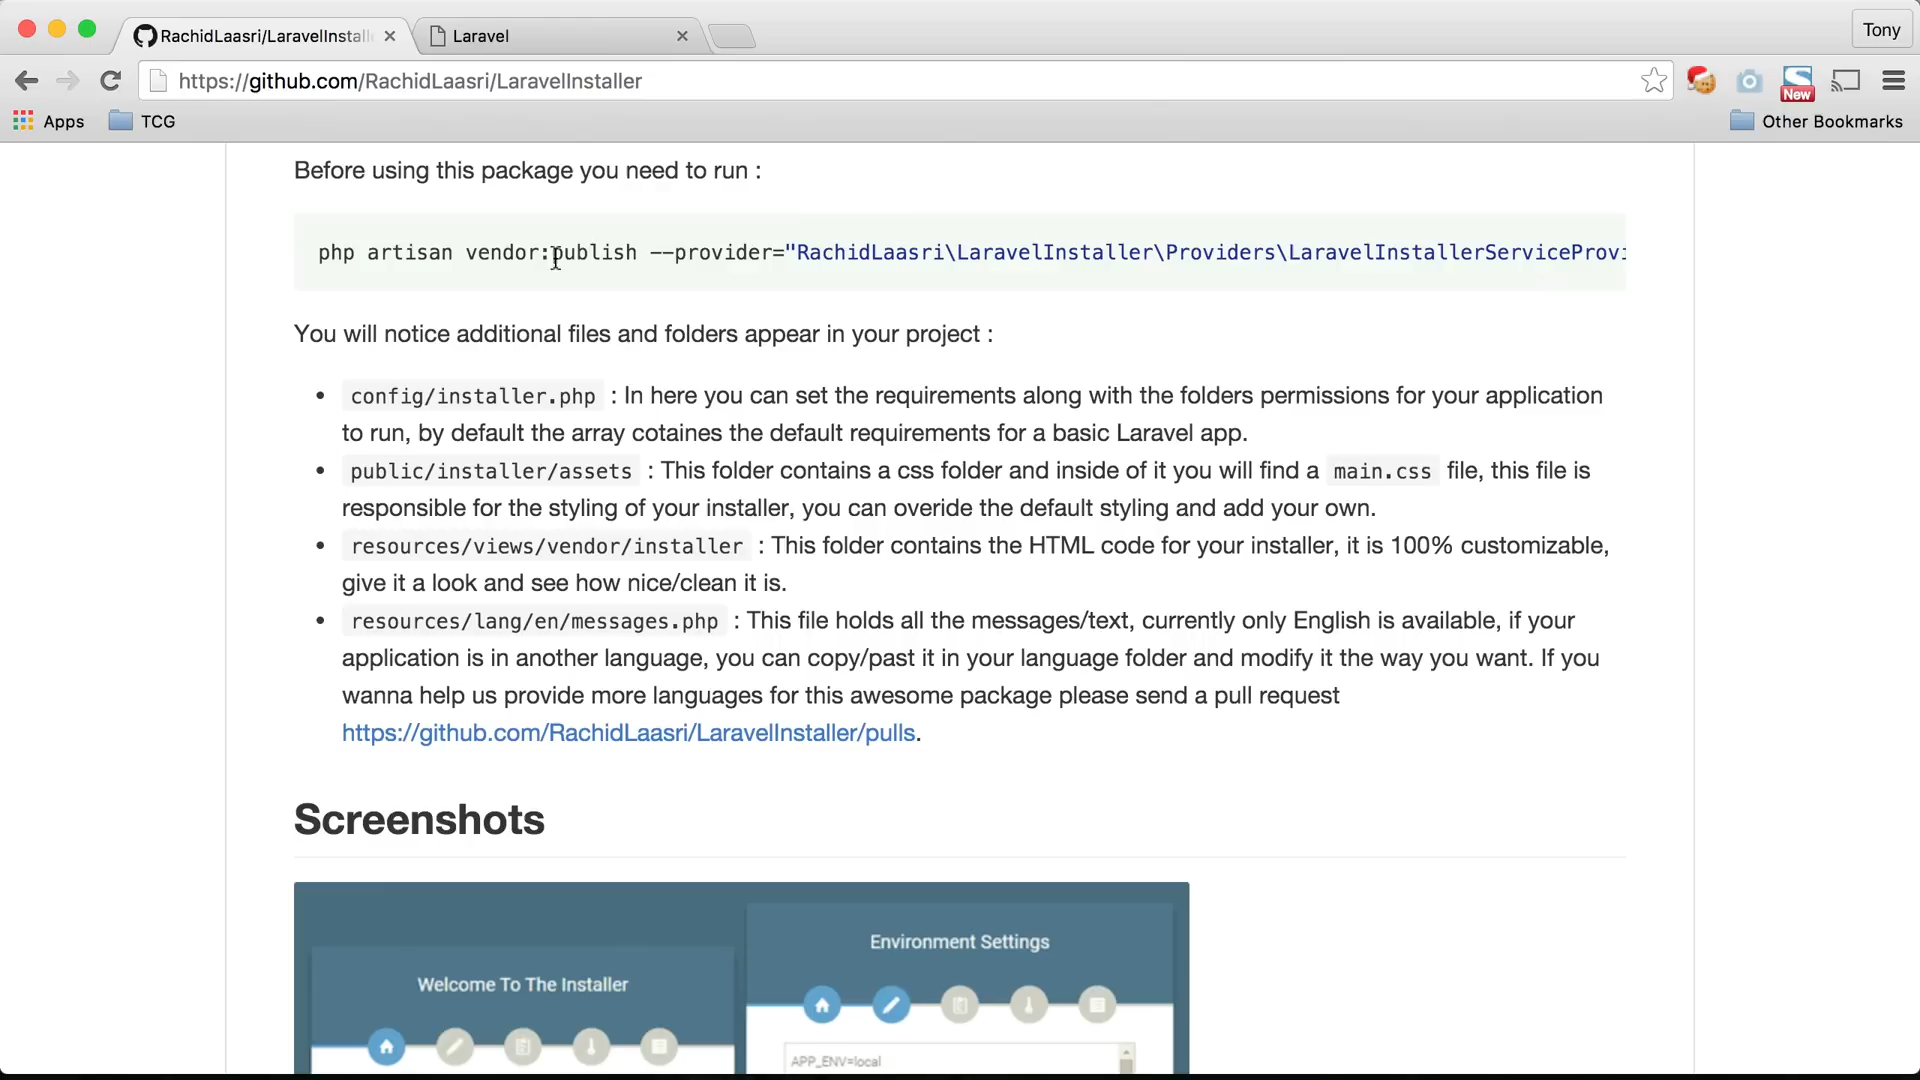 RachidLaasri/LaravelInstall
Laravel
Tony
https://github.com/RachidLaasri/LaravelInstaller
New
Apps
TCG
Other Bookmarks
Before using this package you need to run :
php artisan vendor:publish --provider="RachidLaasri\LaravelInstaller\Providers\LaravelInstallerServiceProvi
You will notice additional files and folders appear in your project :
• config/installer.php : In here you can set the requirements along with the folders permissions for your application
to run, by default the array cotaines the default requirements for a basic Laravel app.
• public/installer/assets : This folder contains a css folder and inside of it you will find a main.css file, this file is
responsible for the styling of your installer, you can overide the default styling and add your own.
• resources/views/vendor/installer : This folder contains the HTML code for your installer, it is 100% customizable,
give it a look and see how nice/clean it is.
• resources/lang/en/messages.php : This file holds all the messages/text, currently only English is available, if your
application is in another language, you can copy/past it in your language folder and modify it the way you want. If you
wanna help us provide more languages for this awesome package please send a pull request
https://github.com/RachidLaasri/LaravelInstaller/pulls.
Screenshots
Environment Settings
Welcome To The Installer
APP_ENV=local